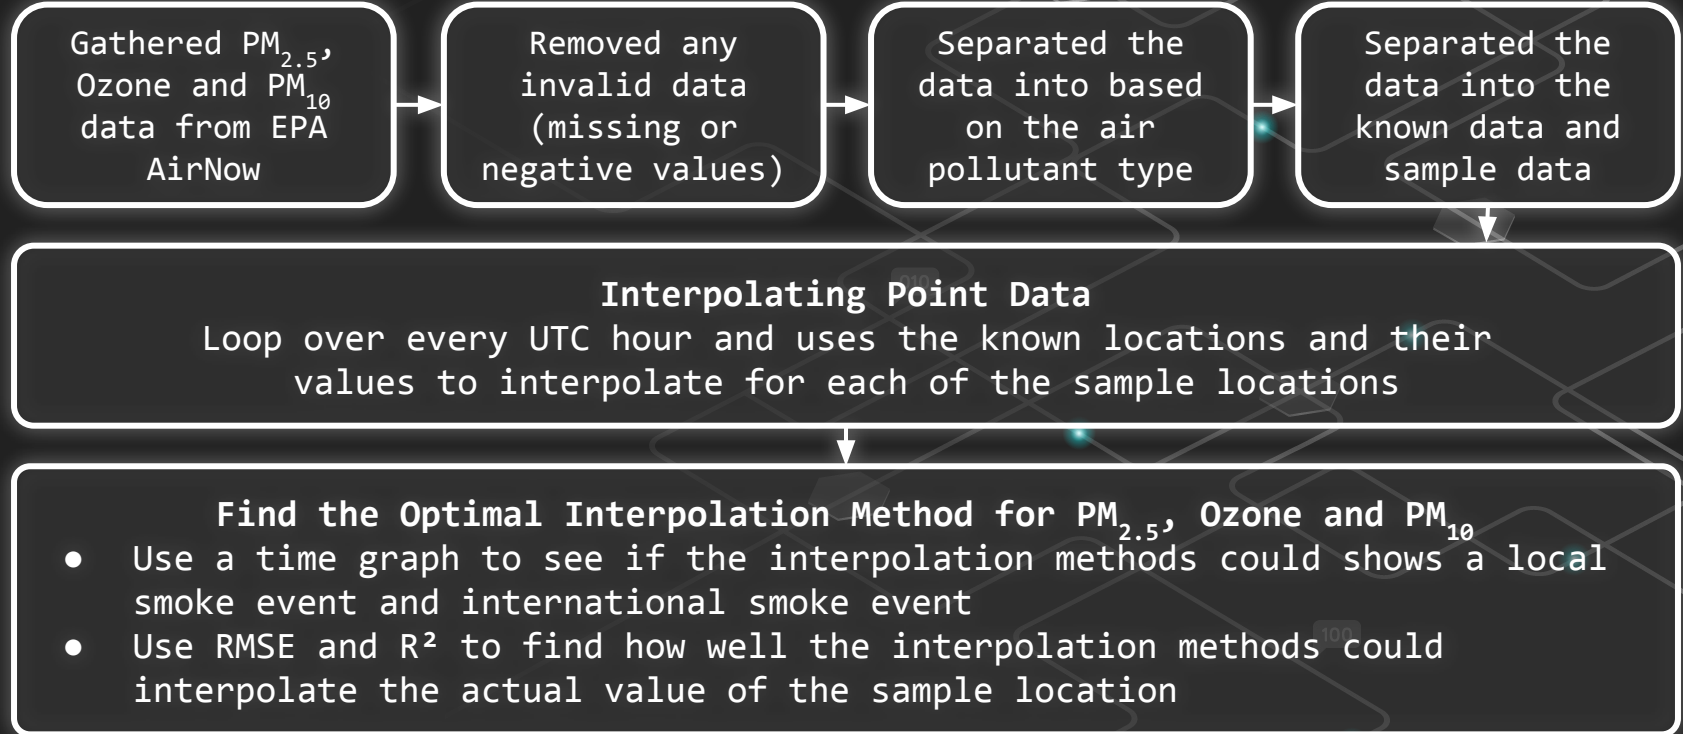 Gathered PM2.5,
Ozone and PM10
data from EPA
AirNow
Removed any
invalid data
(missing or
negative values)
Separated the
data into based
on the air
pollutant type
Separated the
data into the
known data and
sample data
010
Interpolating Point Data
Loop over every UTC hour and uses the known locations and their
values to interpolate for each of the sample locations
Find the Optimal Interpolation Method for PM2.5, Ozone and PM10
● Use a time graph to see if the interpolation methods could shows a local
smoke event and international smoke event
● Use RMSE and R² to find how well the interpolation methods could
interpolate the actual value of the sample location
100